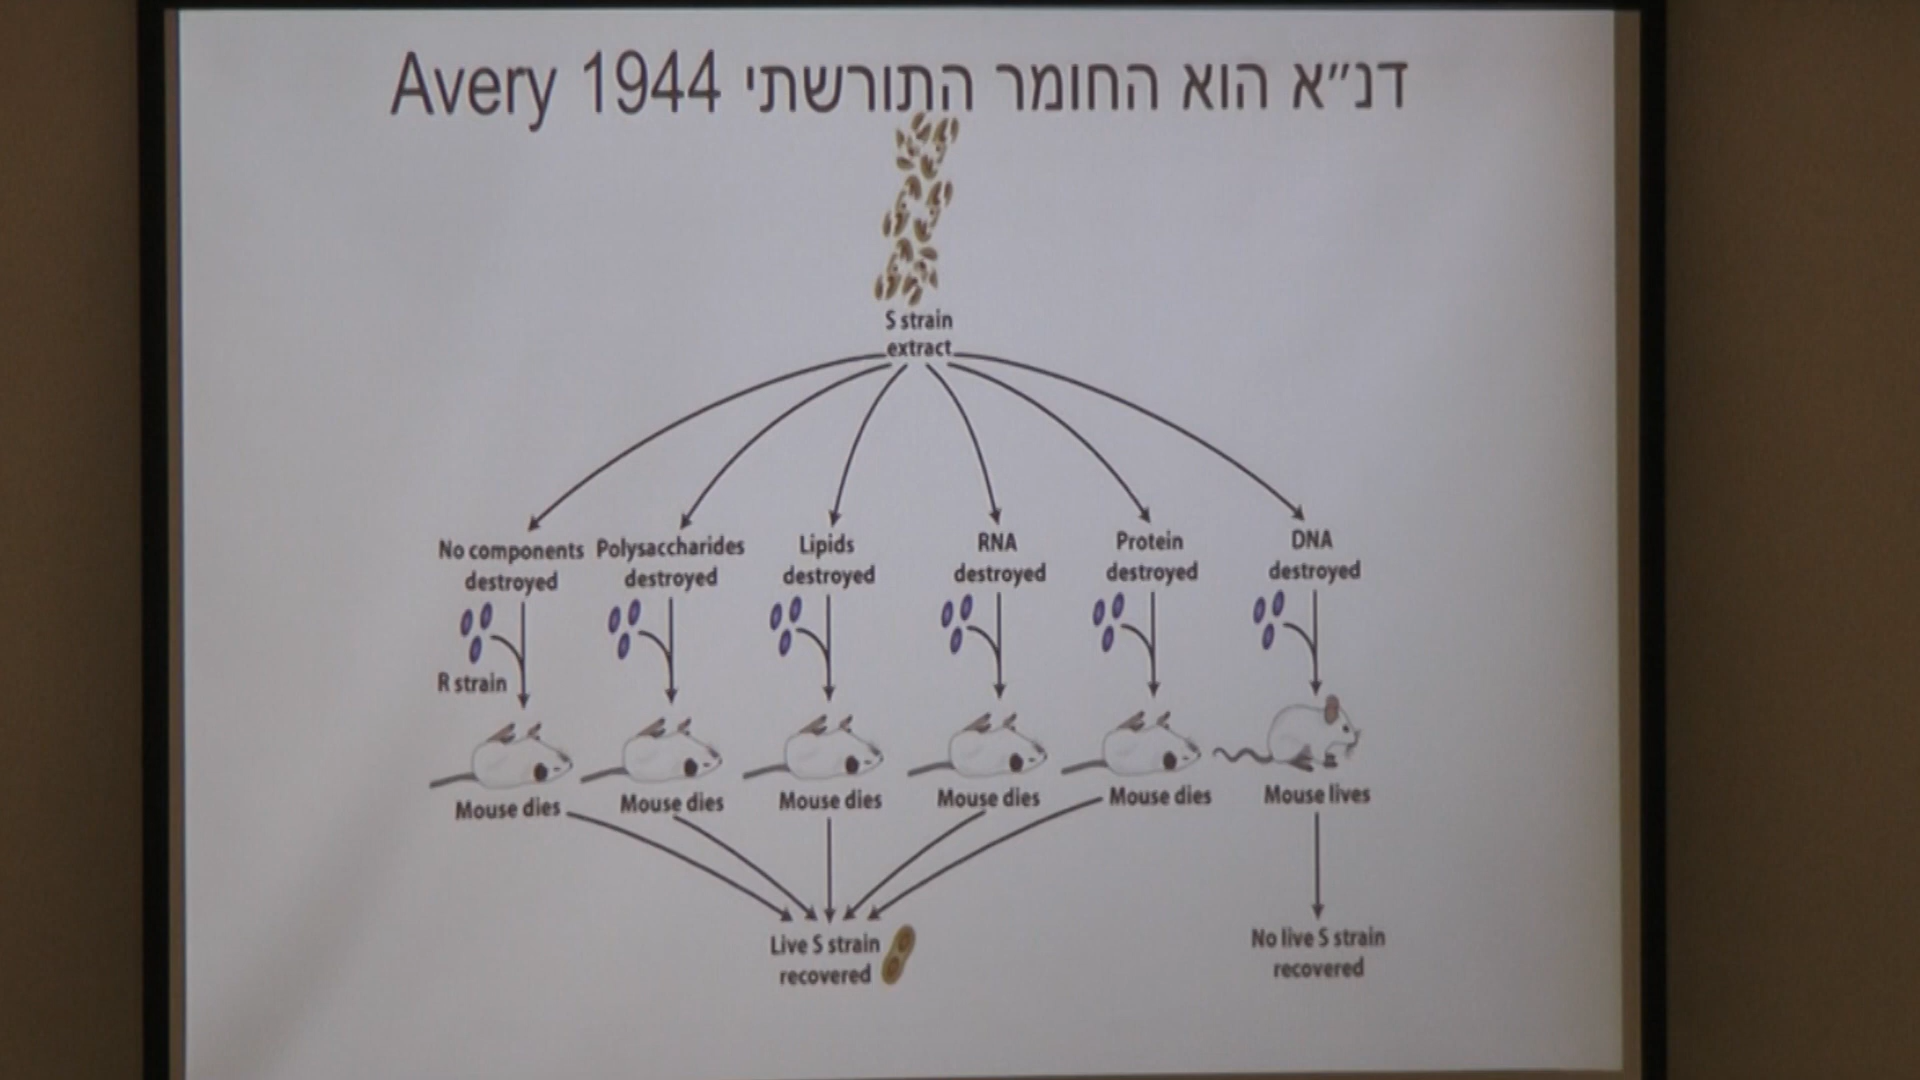 דנ״א הוא החומר התורשתי Avery 1944
S strain
extract
No components
destroyed
Polysaccharides
destroyed
Lipids
destroyed
RNA
destroyed
Protein
destroyed
DNA
destroyed
R strain
Mouse dies
Mouse dies
Mouse dies
Mouse dies
Mouse dies
Mouse lives
Live S strain
recovered
No live S strain
recovered